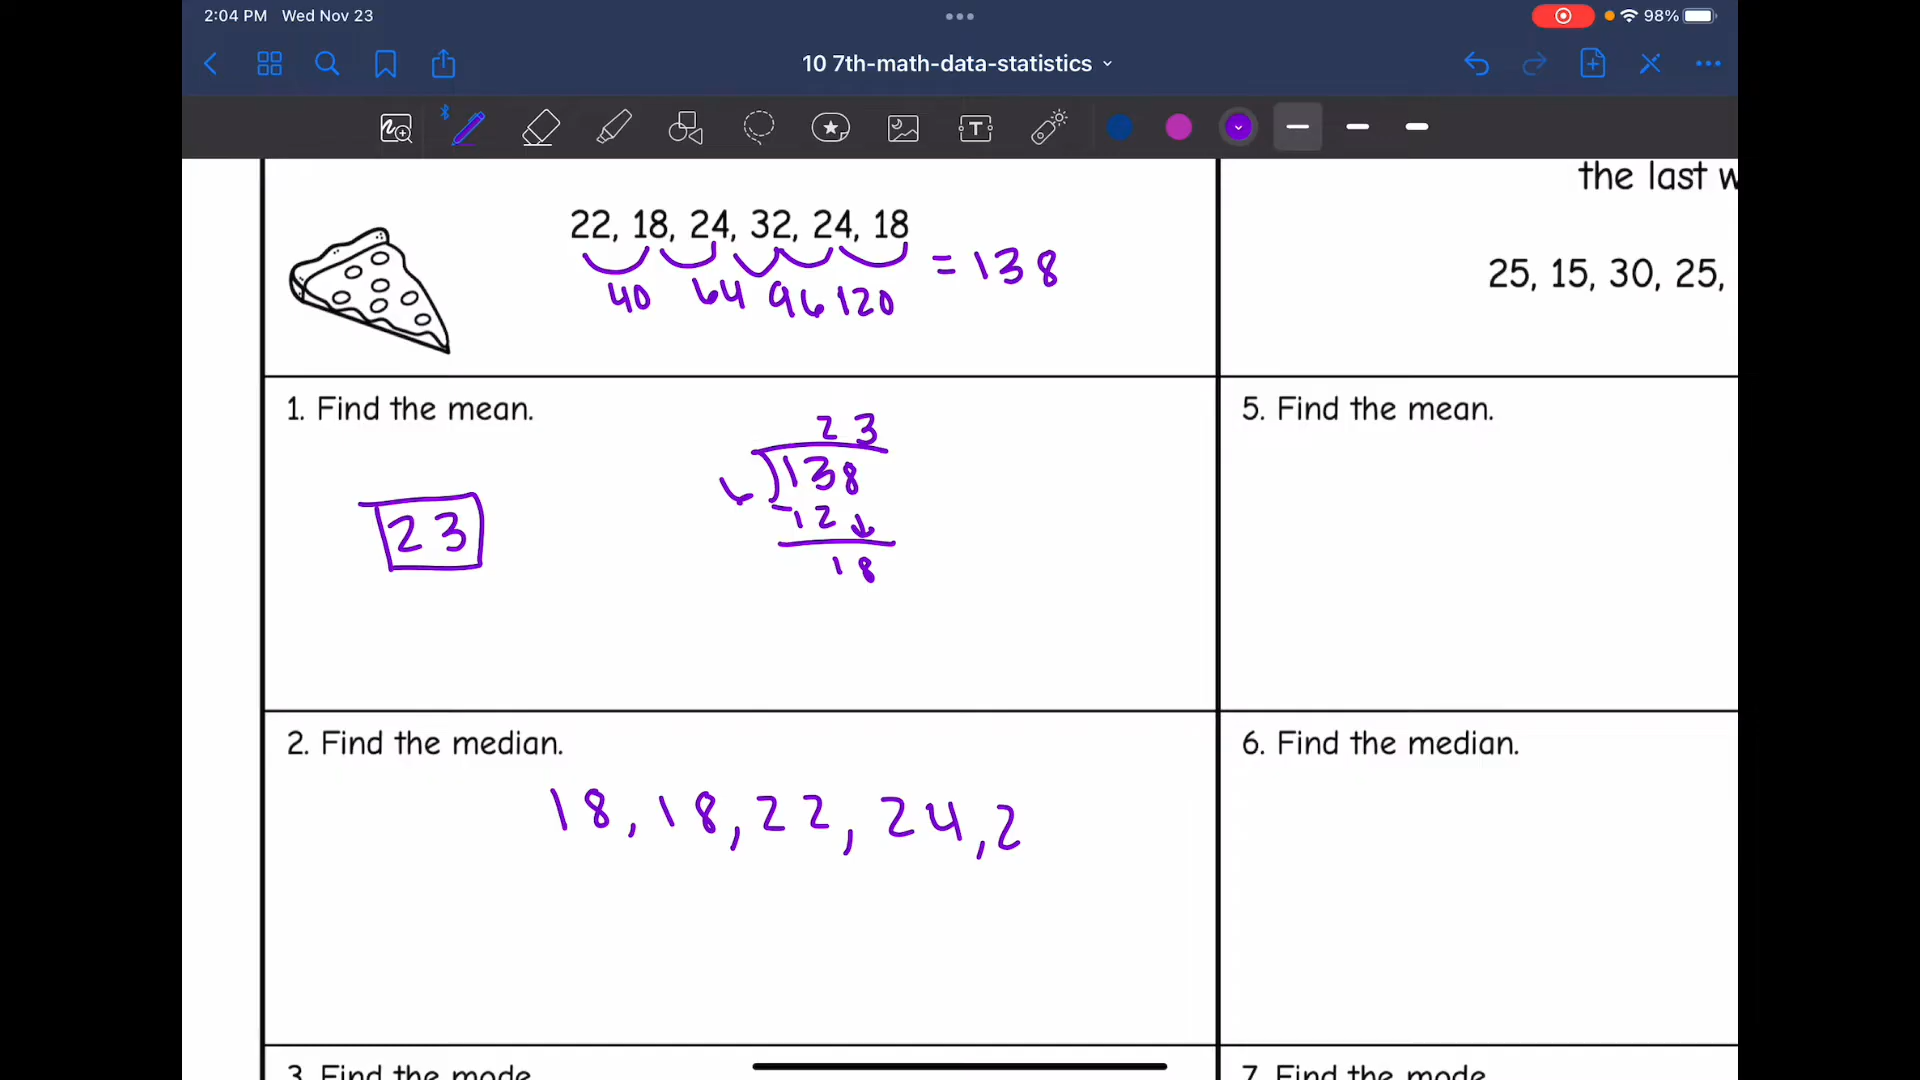 2:04 PM Wed Nov 23
98%
10 7th-math-data-statistics
22, 18, 24, 32, 24, 18
= 138
40 64 96 120
the last w
25, 15, 30, 25,
1. Find the mean.
23
23
6 138
-12
18
5. Find the mean.
2. Find the median.
18, 18, 22, 24, 2
6. Find the median.
3. Find the mode.
7. Find the mode.